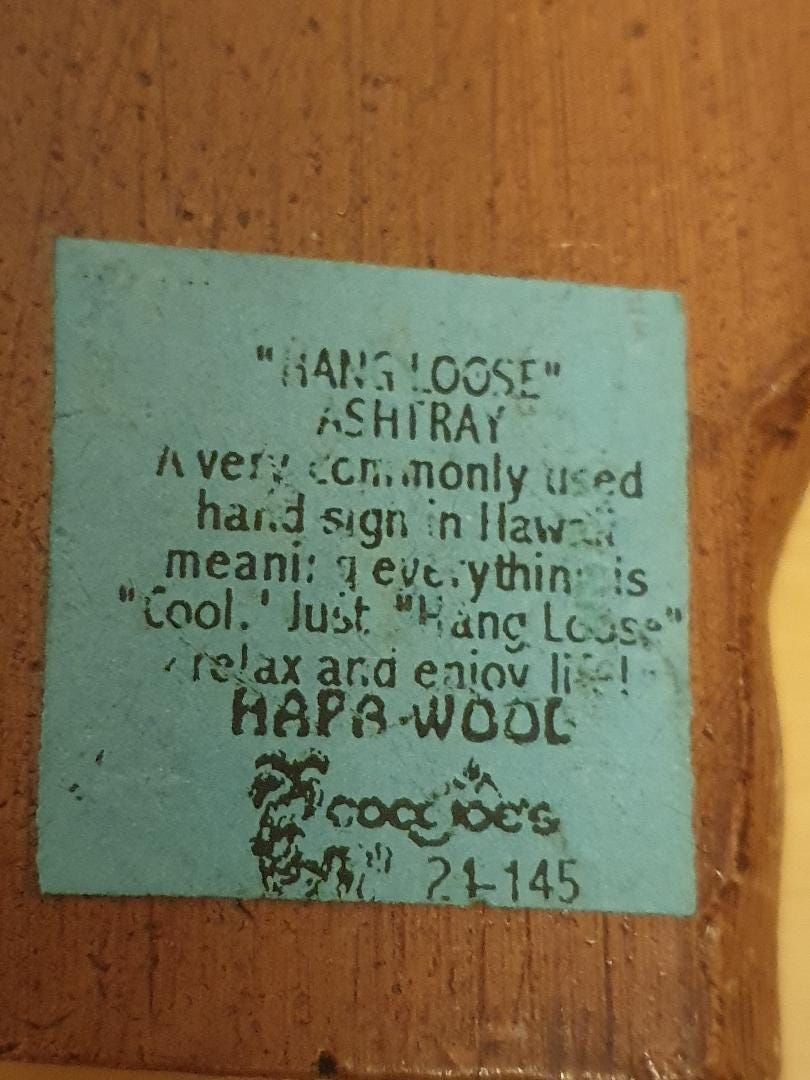 "HANG LOOSE"
ASHTRAY
A very commonly used
hand sign in Hawaii
meaning everything is
"Cool." Just "Hang Loose"
relax and enjoy life!
HAPA-WOOD
coco joe's
21-145